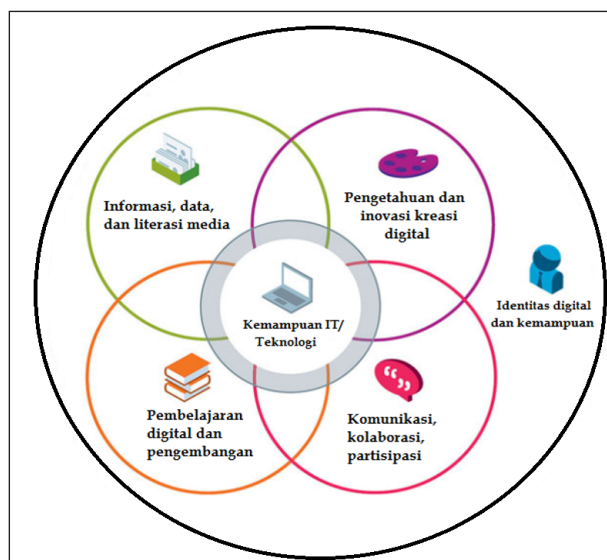 Informasi, data,
dan literasi media
Pengetahuan dan
inovasi kreasi
digital
Identitas digital
dan kemampuan
Kemampuan IT/
Teknologi
Pembelajaran
digital dan
pengembangan
Komunikasi,
kolaborasi,
partisipasi